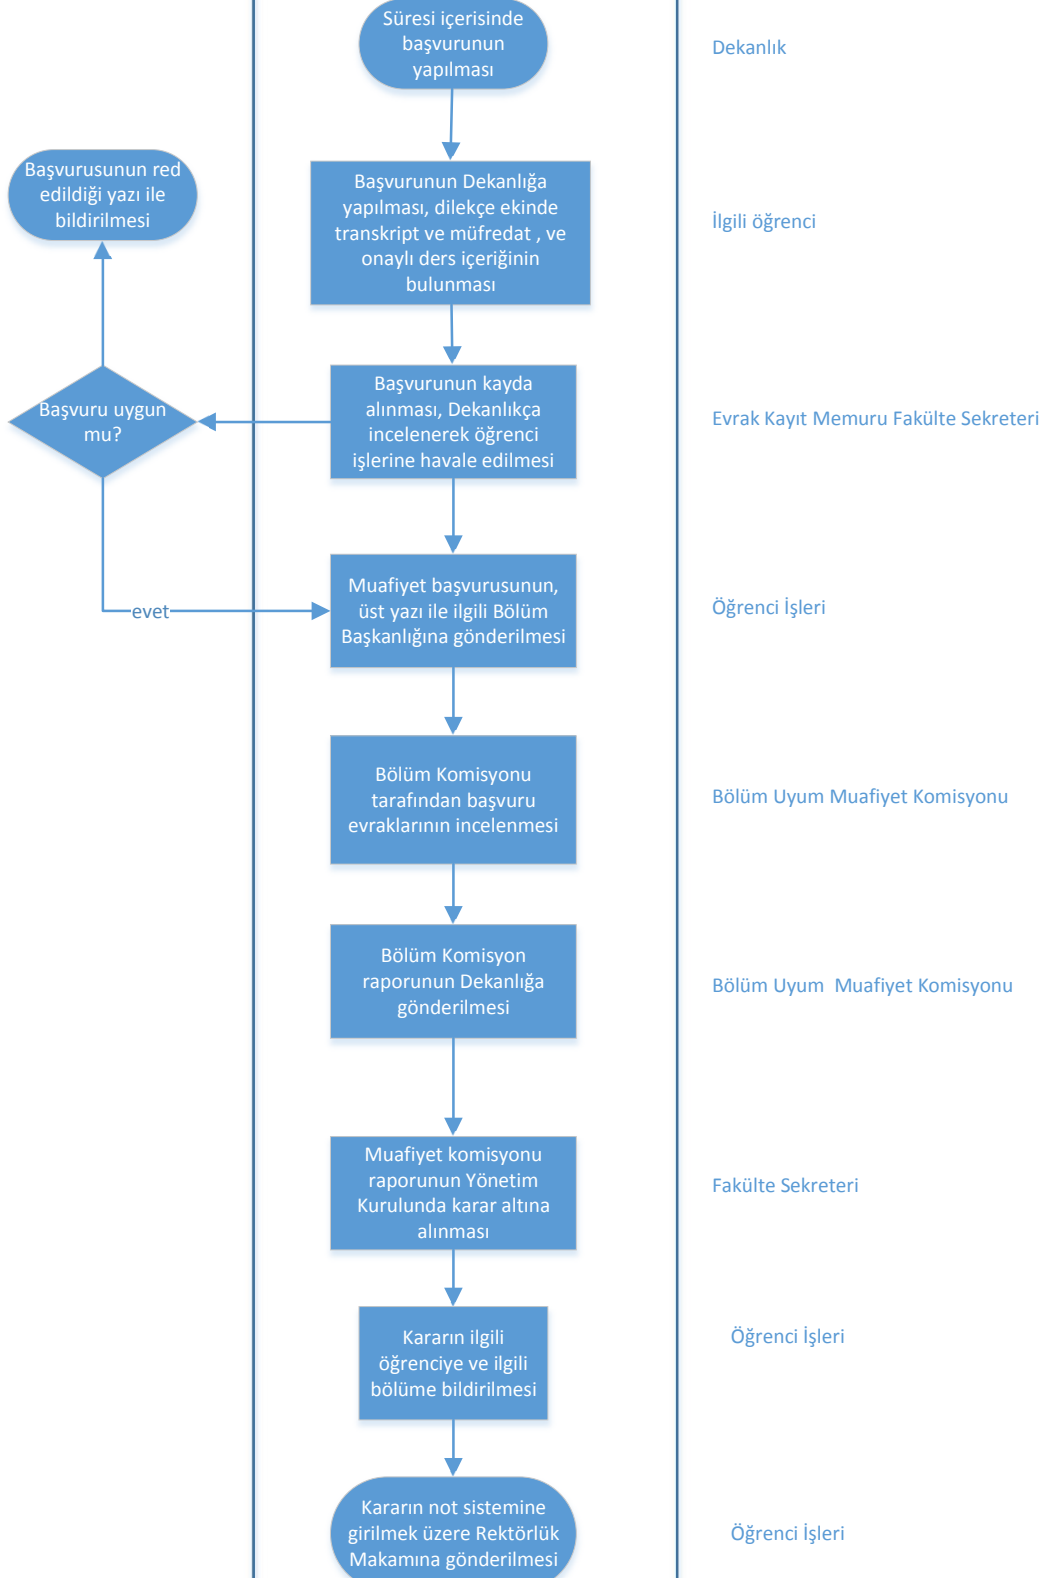 Süresi içerisinde
başvurunun
yapılması
Dekanlık
Başvurusunun red
edildiği yazı ile
bildirilmesi
Başvurunun Dekanlığa
yapılması, dilekçe ekinde
transkript ve müfredat , ve
onaylı ders içeriğinin
bulunması
İlgili öğrenci
Başvuru uygun
mu?
Başvurunun kayda
alınması, Dekanlıkça
incelenerek öğrenci
işlerine havale edilmesi
Evrak Kayıt Memuru Fakülte Sekreteri
evet
Muafiyet başvurusunun,
üst yazı ile ilgili Bölüm
Başkanlığına gönderilmesi
Öğrenci İşleri
Bölüm Komisyonu
tarafından başvuru
evraklarının incelenmesi
Bölüm Uyum Muafiyet Komisyonu
Bölüm Komisyon
raporunun Dekanlığa
gönderilmesi
Bölüm Uyum  Muafiyet Komisyonu
Muafiyet komisyonu
raporunun Yönetim
Kurulunda karar altına
alınması
Fakülte Sekreteri
Kararın ilgili
öğrenciye ve ilgili
bölüme bildirilmesi
Öğrenci İşleri
Kararın not sistemine
girilmek üzere Rektörlük
Makamına gönderilmesi
Öğrenci İşleri